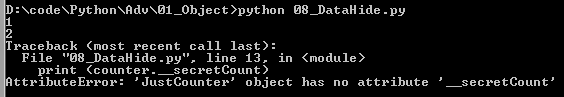 D:\code\Python\Adv\01_Object>python 08_DataHide.py
1
2
Traceback (most recent call last):
  File "08_DataHide.py", line 13, in <module>
    print (counter.__secretCount)
AttributeError: 'JustCounter' object has no attribute '__secretCount'